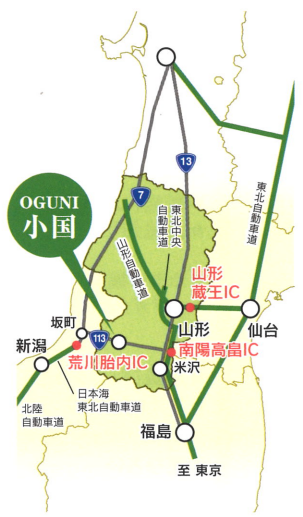 13
7
OGUNI
小国
東北自動車道
東北中央
自動車道
山形自動車道
山形
蔵王IC
坂町
113
山形
仙台
新潟
荒川胎内IC
南陽高畠IC
米沢
日本海
東北自動車道
北陸
自動車道
福島
至 東京